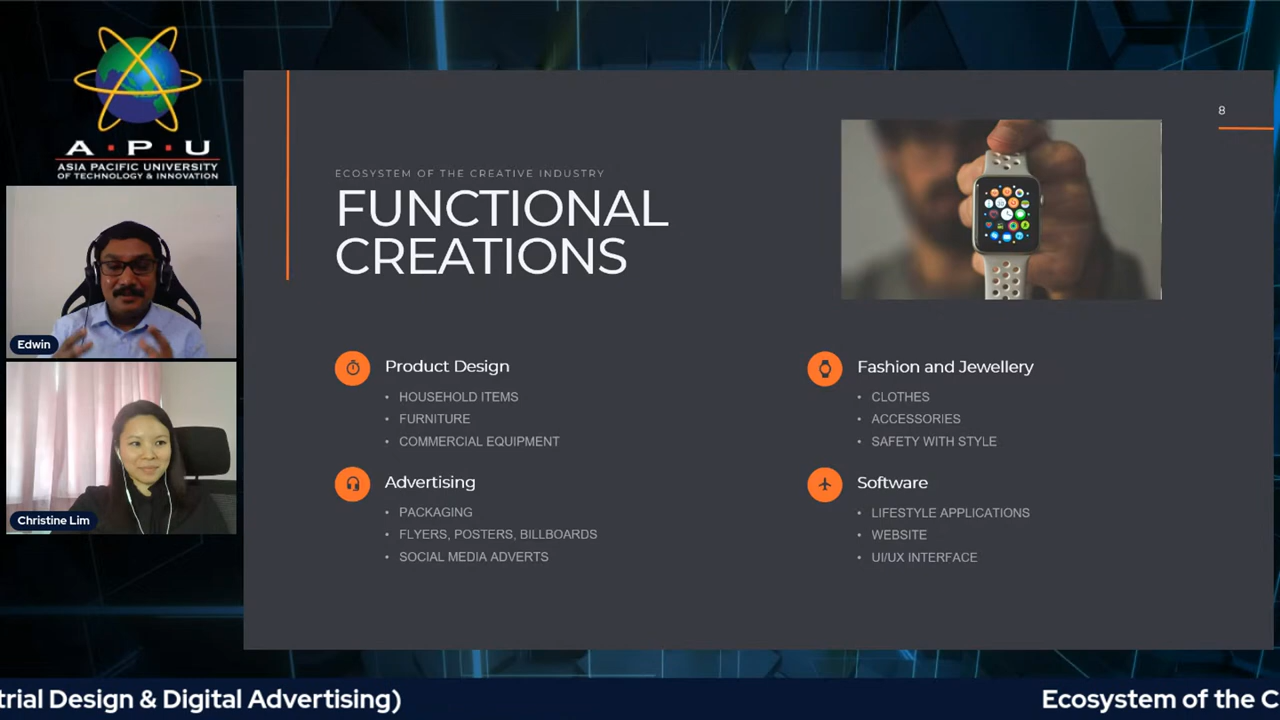 A·P·U
ASIA PACIFIC UNIVERSITY
OF TECHNOLOGY & INNOVATION
Edwin
Christine Lim
8
ECOSYSTEM OF THE CREATIVE INDUSTRY
FUNCTIONAL
CREATIONS
Product Design
• HOUSEHOLD ITEMS
• FURNITURE
• COMMERCIAL EQUIPMENT
Fashion and Jewellery
• CLOTHES
• ACCESSORIES
• SAFETY WITH STYLE
Advertising
• PACKAGING
• FLYERS, POSTERS, BILLBOARDS
• SOCIAL MEDIA ADVERTS
Software
• LIFESTYLE APPLICATIONS
• WEBSITE
• UI/UX INTERFACE
trial Design & Digital Advertising)
Ecosystem of the C